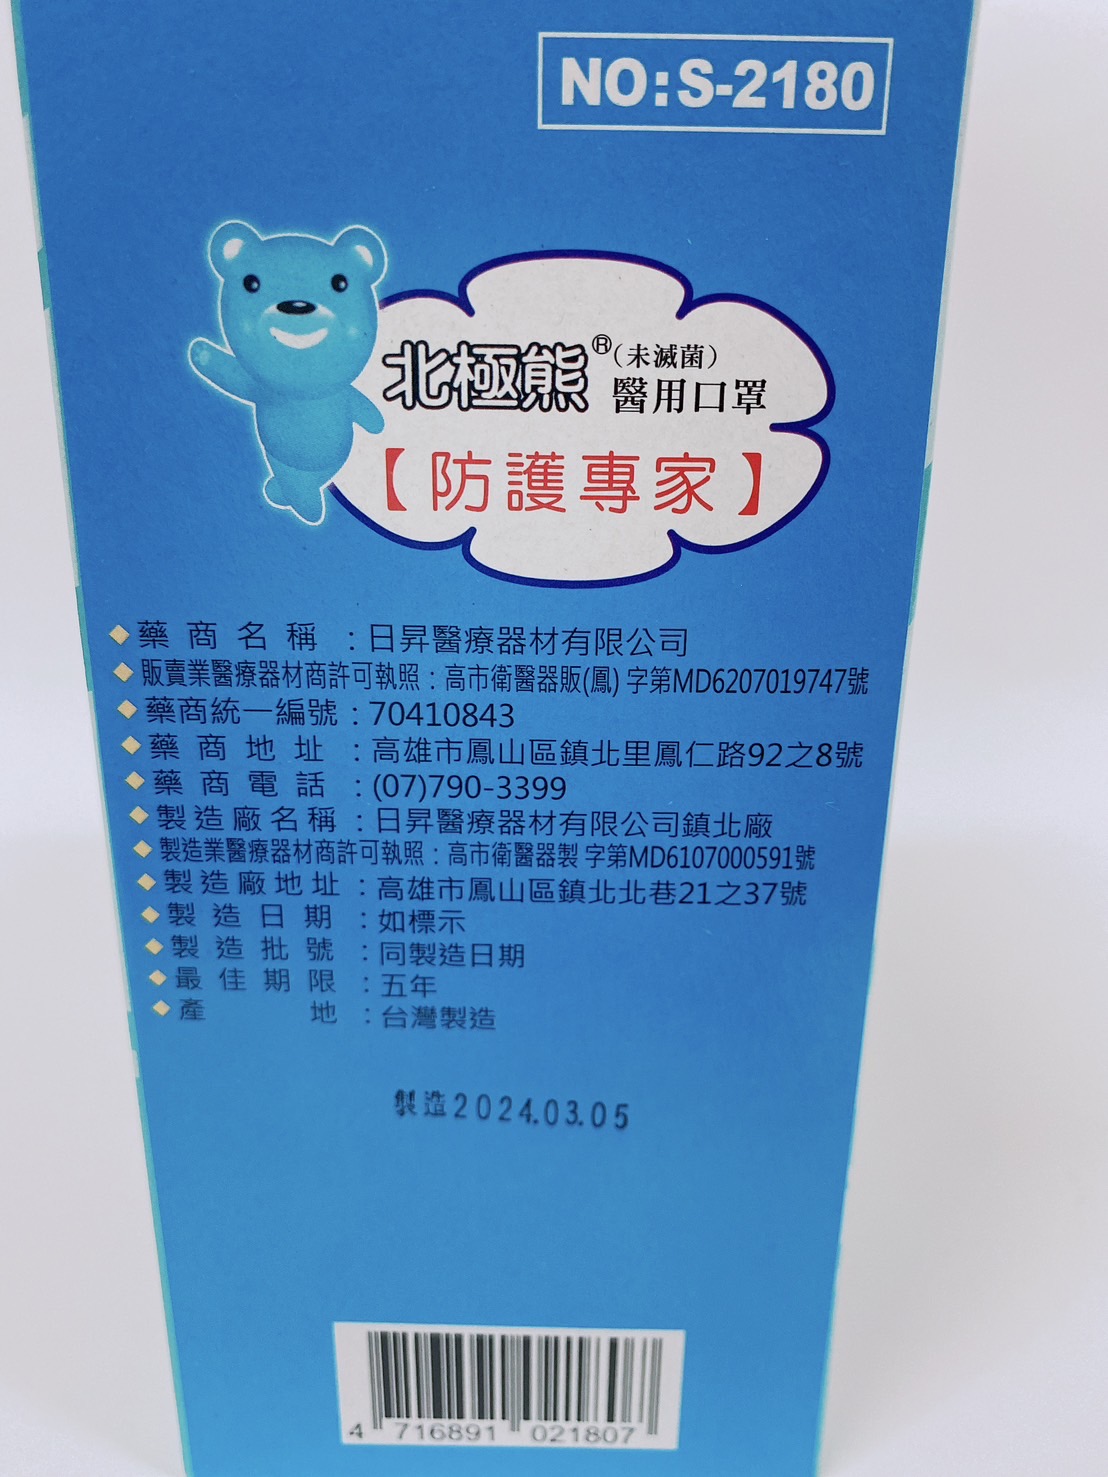 NO:S-2180
北極熊®(未滅菌)
醫用口罩
【防護專家】
◆藥商名稱:日昇醫療器材有限公司
◆販賣業醫療器材商許可執照:高市衛醫器販(鳳)字第MD6207019747號
◆藥商統一編號:70410843
◆藥商地址:高雄市鳳山區鎮北里鳳仁路92之8號
◆藥商電話:(07)790-3399
◆製造廠名稱:日昇醫療器材有限公司鎮北廠
◆製造業醫療器材商許可執照:高市衛醫器製字第MD6107000591號
◆製造廠地址:高雄市鳳山區鎮北北巷21之37號
◆製造日期:如標示
◆製造批號:同製造日期
◆最佳期限:五年
◆產地:台灣製造
製造2024.03.05
4 716891 021807